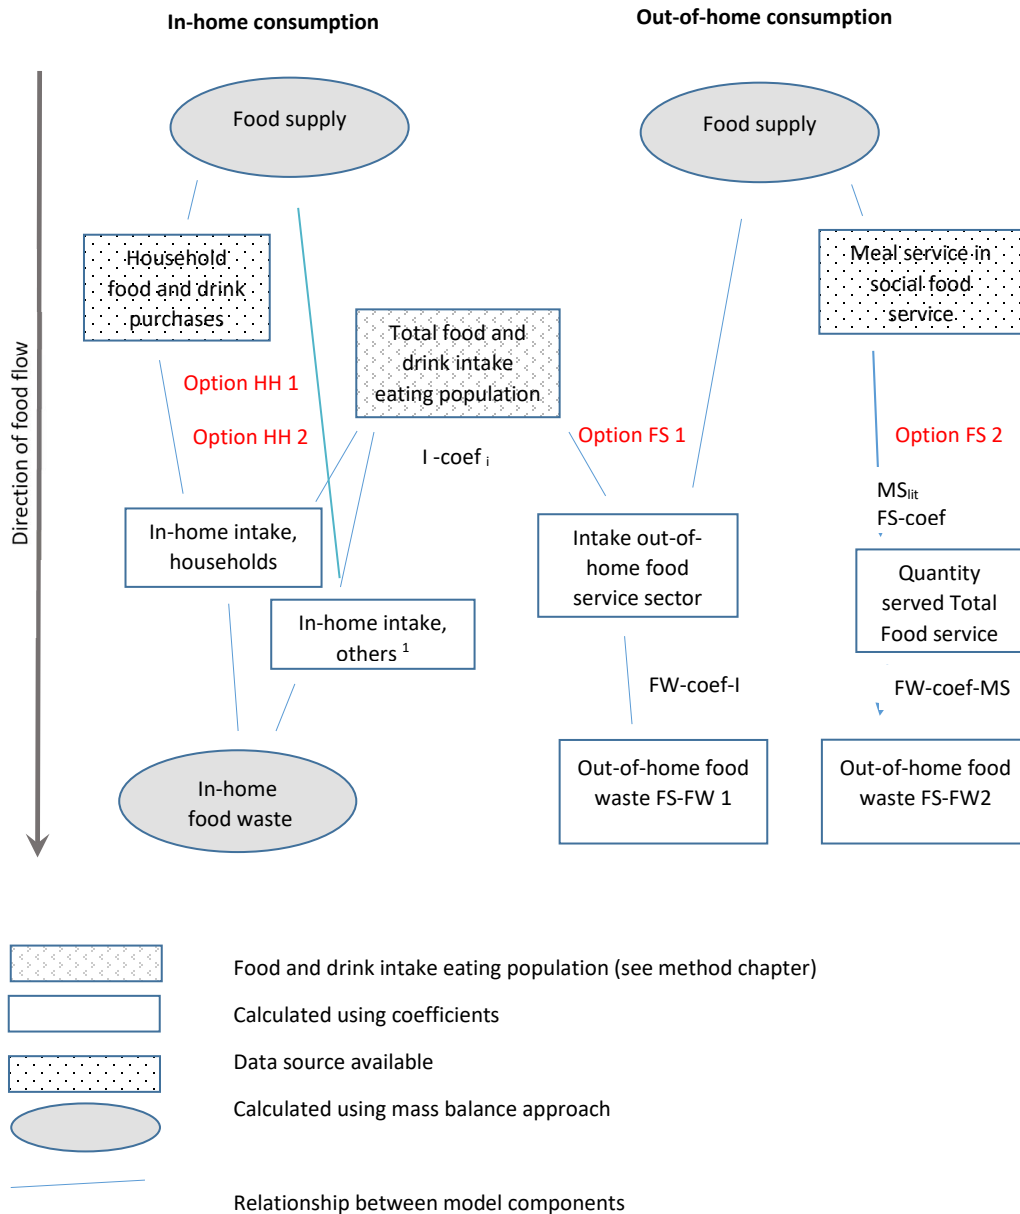 In-home consumption
Out-of-home consumption
Direction of food flow
Food supply
Food supply
Household
food and drink
purchases
Meal service in
social food
service
Total food and
drink intake
eating population
Option HH 1
Option HH 2
I -coef i
Option FS 1
Option FS 2
MSlit
FS-coef
In-home intake,
households
Intake out-of-
home food
service sector
Quantity
served Total
Food service
In-home intake,
others 1
FW-coef-I
FW-coef-MS
In-home
food waste
Out-of-home food
waste FS-FW 1
Out-of-home food
waste FS-FW2
Food and drink intake eating population (see method chapter)
Calculated using coefficients
Data source available
Calculated using mass balance approach
Relationship between model components